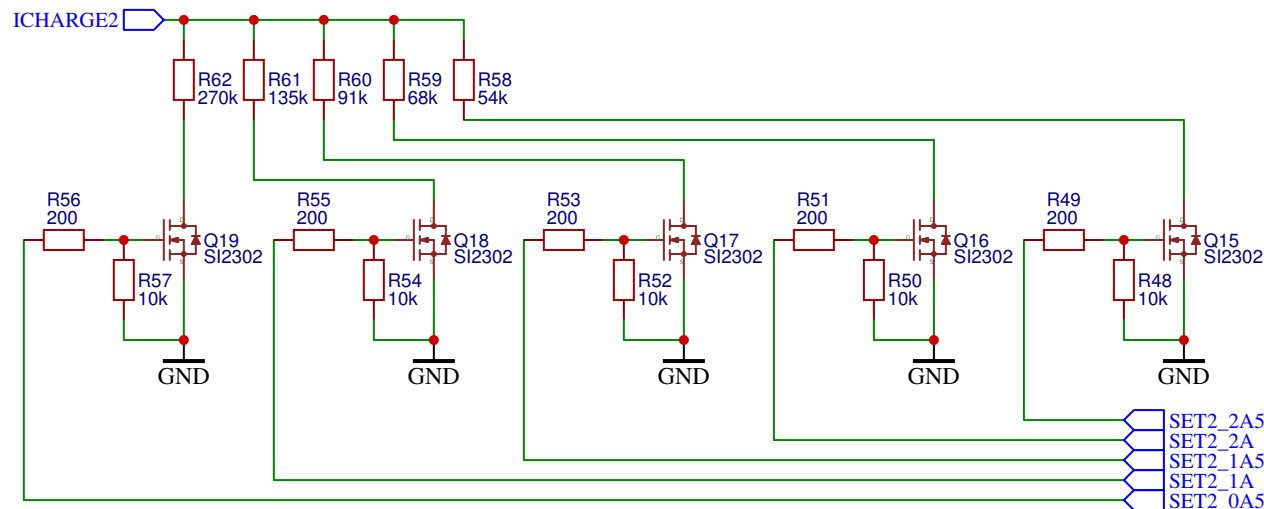 ICHARGE2
R62
270k
R61
135k
R60
91k
R59
68k
R58
54k
R56
200
R55
200
R53
200
R51
200
R49
200
D
G
S
Q19
SI2302
D
G
S
Q18
SI2302
D
G
S
Q17
SI2302
D
G
S
Q16
SI2302
D
G
S
Q15
SI2302
R57
10k
R54
10k
R52
10k
R50
10k
R48
10k
GND
GND
GND
GND
GND
SET2_2A5
SET2_2A
SET2_1A5
SET2_1A
SET2_0A5